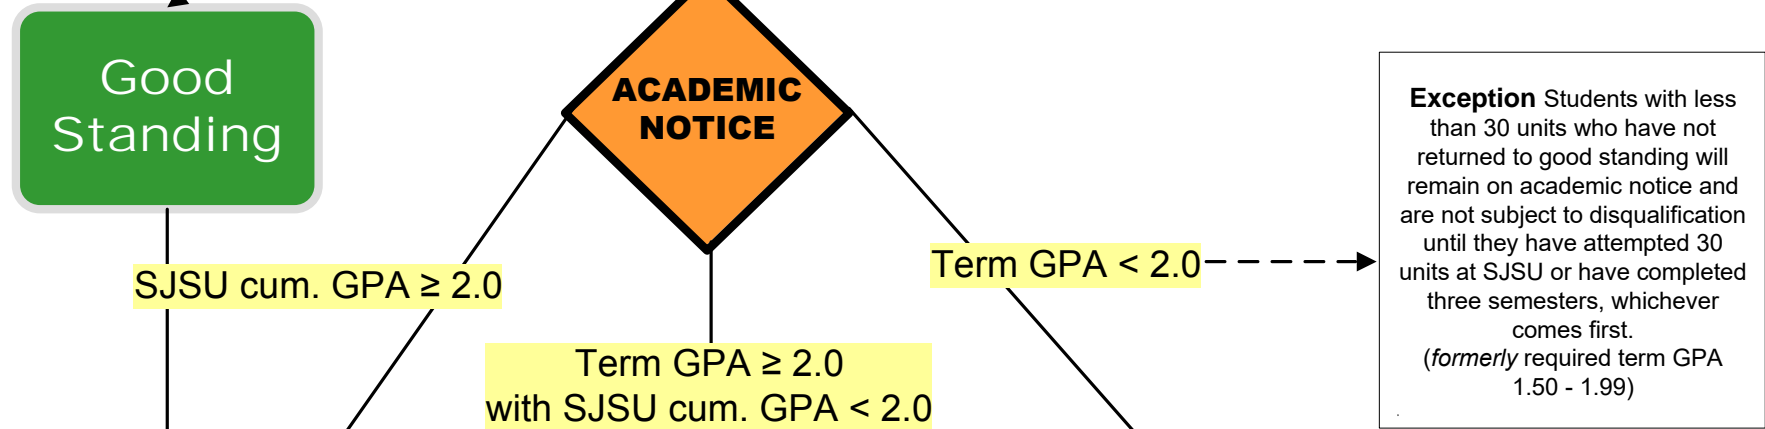 Good
Standing
ACADEMIC
NOTICE
SJSU cum. GPA ≥ 2.0
Term GPA ≥ 2.0
with SJSU cum. GPA < 2.0
Term GPA < 2.0
Exception Students with less
than 30 units who have not
returned to good standing will
remain on academic notice and
are not subject to disqualification
until they have attempted 30
units at SJSU or have completed
three semesters, whichever
comes first.
(formerly required term GPA
1.50 - 1.99)
.